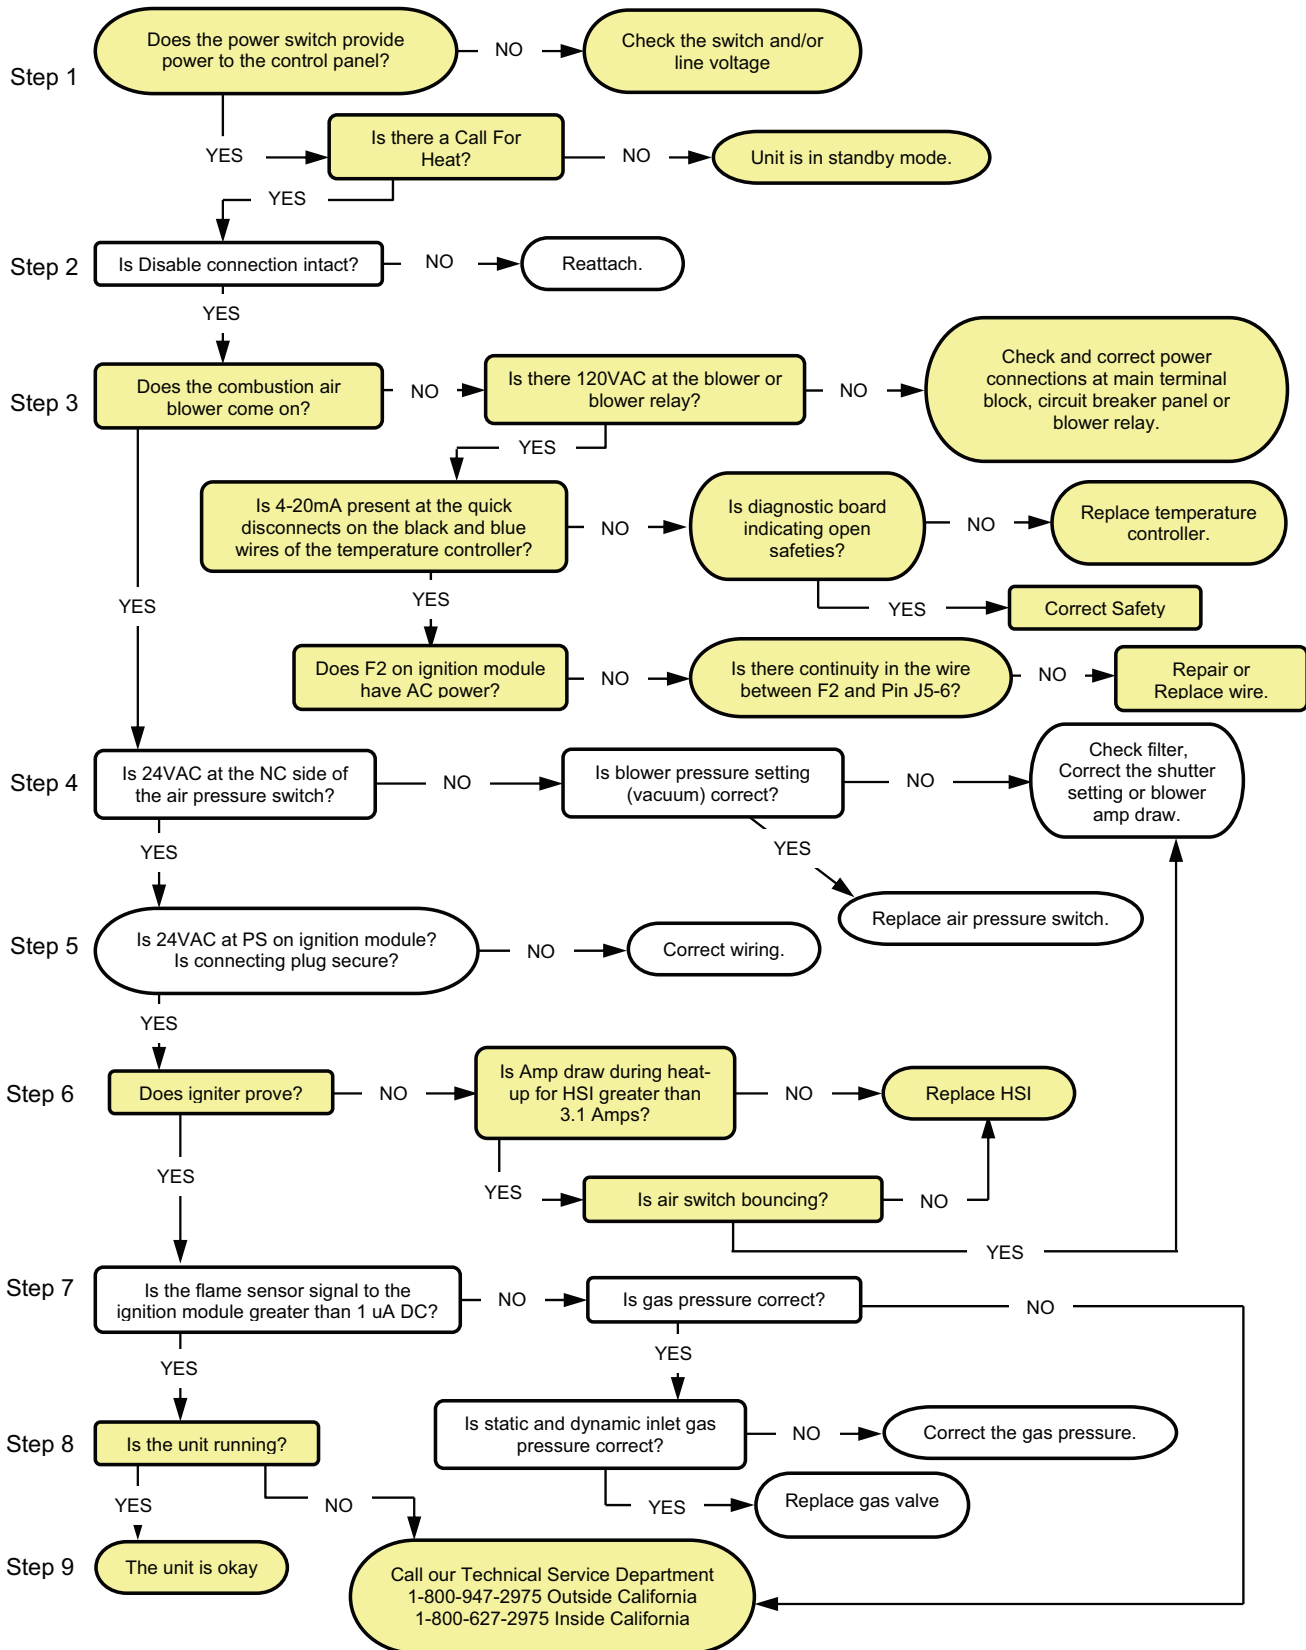 Step 1
Does the power switch provide
power to the control panel?
NO
Check the switch and/or
line voltage
YES
Is there a Call For
Heat?
NO
Unit is in standby mode.
YES
Step 2
Is Disable connection intact?
NO
Reattach.
YES
Step 3
Does the combustion air
blower come on?
NO
Is there 120VAC at the blower or
blower relay?
NO
Check and correct power
connections at main terminal
block, circuit breaker panel or
blower relay.
YES
Is 4-20mA present at the quick
disconnects on the black and blue
wires of the temperature controller?
NO
Is diagnostic board
indicating open
safeties?
NO
Replace temperature
controller.
YES
Correct Safety
YES
YES
Does F2 on ignition module
have AC power?
NO
Is there continuity in the wire
between F2 and Pin J5-6?
NO
Repair or
Replace wire.
Step 4
Is 24VAC at the NC side of
the air pressure switch?
NO
Is blower pressure setting
(vacuum) correct?
NO
Check filter,
Correct the shutter
setting or blower
amp draw.
YES
YES
Replace air pressure switch.
Step 5
Is 24VAC at PS on ignition module?
Is connecting plug secure?
NO
Correct wiring.
YES
Step 6
Does igniter prove?
NO
Is Amp draw during heat-
up for HSI greater than
3.1 Amps?
NO
Replace HSI
YES
YES
Is air switch bouncing?
NO
YES
Step 7
Is the flame sensor signal to the
ignition module greater than 1 uA DC?
NO
Is gas pressure correct?
NO
YES
YES
Step 8
Is the unit running?
Is static and dynamic inlet gas
pressure correct?
NO
Correct the gas pressure.
YES
NO
YES
Replace gas valve
Step 9
The unit is okay
Call our Technical Service Department
1-800-947-2975 Outside California
1-800-627-2975 Inside California